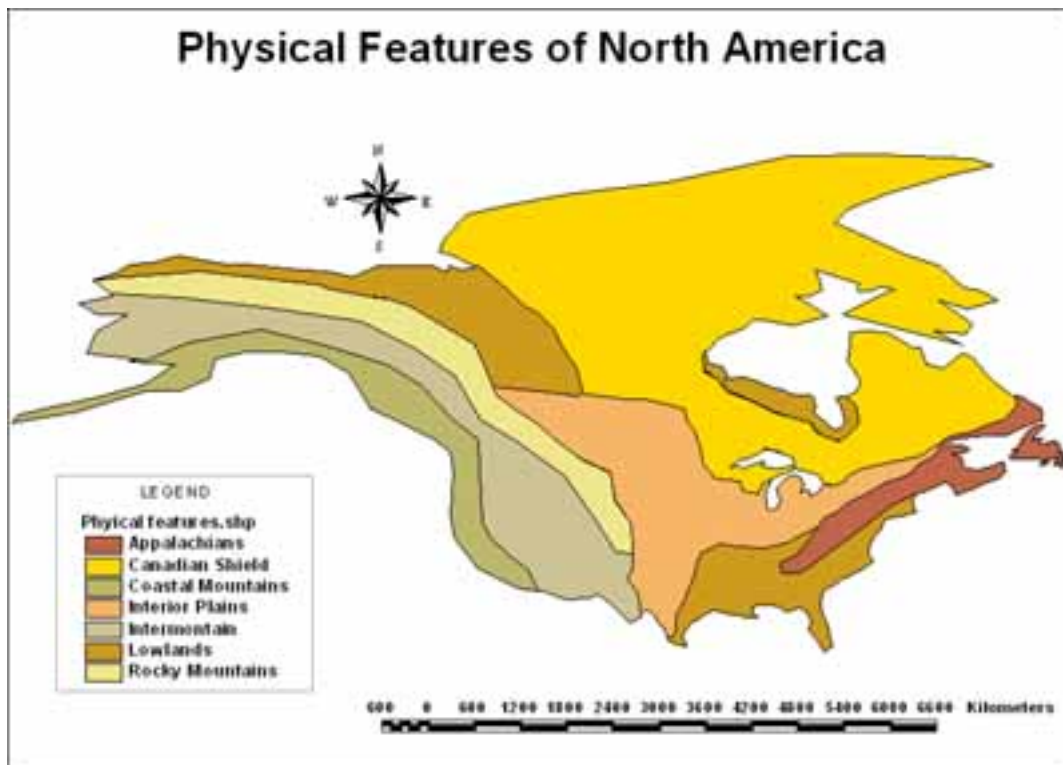 Physical Features of North America
N
W E
S
LEGEND
Phyical features.shp
Appalachians
Canadian Shield
Coastal Mountains
Interior Plains
Intermontain
Lowlands
Rocky Mountains
600 0 600 1200 1800 2400 3000 3600 4200 4800 5400 6000 6600 Kilometers